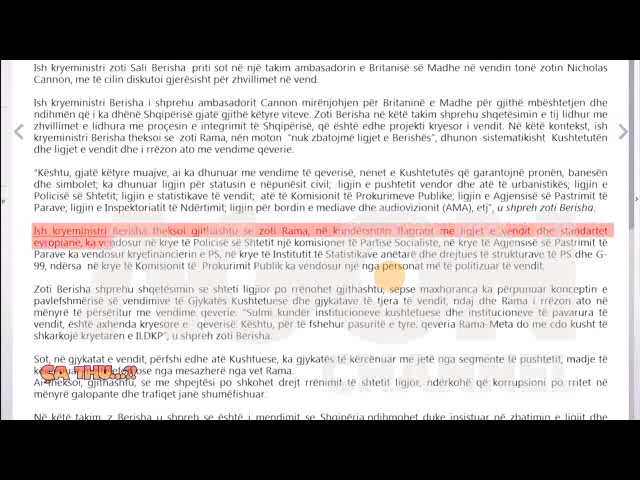 Ish kryeministri zoti Sali Berisha priti sot në një takim ambasadorin e Britanisë së Madhe në vendin tonë zotin Nicholas
Cannon, me të cilin diskutoi gjerësisht për zhvillimet në vend.
Ish kryeministri Berisha i shprehu ambasadorit Cannon mirënjohjen për Britaninë e Madhe për gjithë mbështetjen dhe
ndihmën që i ka dhënë Shqipërisë gjatë gjithë këtyre viteve. Zoti Berisha në këtë takim shprehu shqetësimin e tij lidhur me
zhvillimet e lidhura me proçesin e integrimit të Shqipërisë, që është edhe projekti kryesor i vendit. Në këtë kontekst, ish
kryeministri Berisha theksoi se zoti Rama, nën moton "nuk zbatojmë ligjet e Berishës", dhunon sistematikisht Kushtetutën
dhe ligjet e vendit dhe i rrëzon ato me vendime qeverie.
"Kështu, gjatë këtyre muajve, ai ka dhunuar me vendime të qeverisë, nenet e Kushtetutës që garantojnë pronën, banesën
dhe simbolet; ka dhunuar ligjin për statusin e nëpunësit civil; ligjin e pushtetit vendor dhe atë të urbanistikës; ligjin e
Policisë së Shtetit; ligjin e statistikave të vendit; atë të Komisionit të Prokurimeve Publike; ligjin e Agjensisë së Pastrimit të
Parave; ligjin e Inspektoriatit të Ndërtimit; ligjin për bordin e mediave dhe audiovizionit (AMA), etj", u shpreh zoti Berisha.
Ish kryeministri Berisha theksoi gjithashtu se zoti Rama, në kundërshtim flagrant me ligjet e vendit dhe standartet
evropiane, ka vendosur në krye të Policisë së Shtetit një komisioner të Partisë Socialiste, në krye të Agjensisë së Pastrimit të
Parave ka vendosur kryefinancierin e PS, në krye të Institutit të Statistikave anëtare dhe drejtues të strukturave të PS dhe G-
99, ndërsa në krye të Komisionit të Prokurimit Publik ka vendosur një nga personat më të politizuar të vendit.
Zoti Berisha shprehu shqetësimin se shteti ligjior po rrënohet gjithashtu, sepse maxhoranca ka përpunuar konceptin e
pavlefshmërisë së vendimive të Gjykatës Kushtetuese dhe gjykatave të tjera të vendit, ndaj dhe Rama i rrëzon ato në
mënyrë të përsëritur me vendime qeverie. "Sulmi kundër institucioneve kushtetuese dhe institucioneve të pavarura të
vendit, është axhenda kryesore e qeverisë. Kështu, për të fshehur pasuritë e tyre, qeveria Rama-Meta do me cdo kusht të
shkarkojë kryetaren e ILDKP", u shpreh zoti Berisha.
Sot, në gjykatat e vendit, përfshi edhe atë Kushtuese, ka gjykatës të kërcënuar me jetë nga segmente të pushtetit, madje të
nga mesazherë nga vet Rama.
ÇA THU...?!
Ai theksoi, gjithashtu, se me shpejtësi po shkohet drejt rrënimit të shtetit ligjor, ndërkohë që korrupsioni po rritet në
mënyrë galopante dhe trafiqet janë shumëfishuar.
Në këtë takim, z. Berisha u shpreh se është i mendimit se Shqipëria ndihmohet duke insistuar në zbatimin e ligjit dhe
CHANNEL